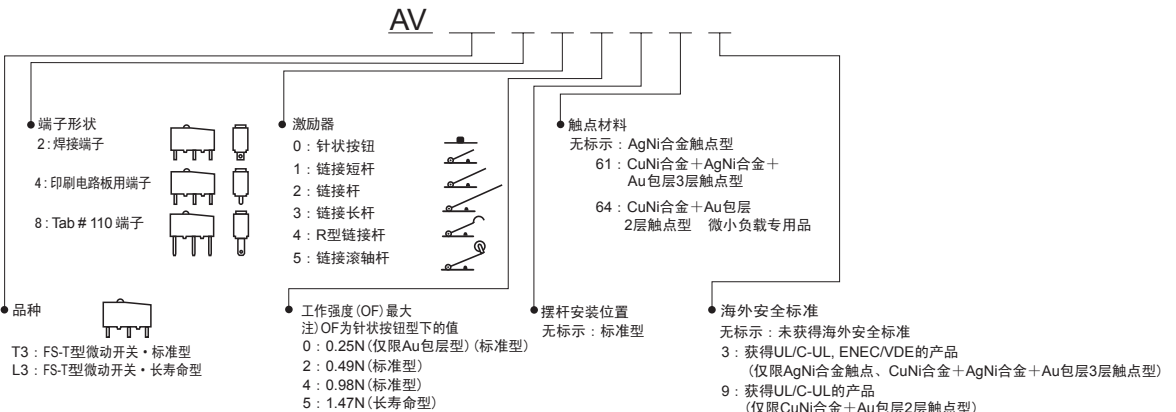 AV
端子形状
2：焊接端子
4：印刷电路板用端子
8：Tab # 110 端子
激励器
0：针状按钮
1：链接短杆
2：链接杆
3：链接长杆
4：R型链接杆
5：链接滚轴杆
触点材料
无标示：AgNi合金触点型
61：CuNi合金＋AgNi合金＋
Au包层3层触点型
64：CuNi合金＋Au包层
2层触点型 微小负载专用品
品种
T3：FS-T型微动开关・标准型
L3：FS-T型微动开关・长寿命型
工作强度(OF)最大
注)OF为针状按钮型下的值
0：0.25N(仅限Au包层型)(标准型)
2：0.49N(标准型)
4：0.98N(标准型)
5：1.47N(长寿命型)
摆杆安装位置
无标示：标准型
海外安全标准
无标示：未获得海外安全标准
3：获得UL/C-UL, ENEC/VDE的产品
(仅限AgNi合金触点、CuNi合金＋AgNi合金＋Au包层3层触点型)
9：获得UL/C-UL的产品
(仅限CuNi合金＋Au包层2层触点型)